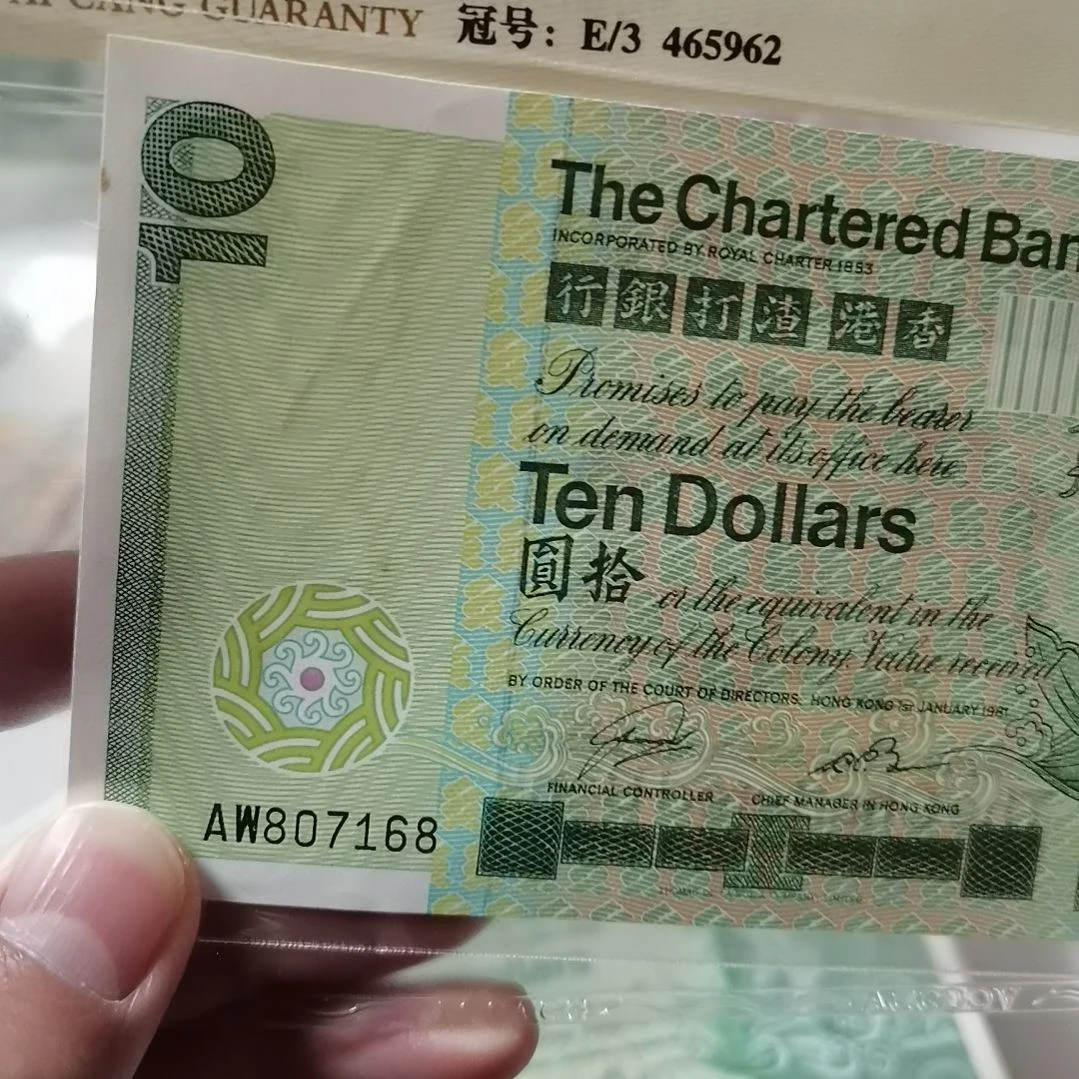 CANG GUARANTY
冠号: E/3 465962
10
The Chartered Ban
INCORPORATED BY ROYAL CHARTER 1853
行銀打渣港香
Promises to pay the bearer
on demand at its office here
Ten Dollars
圓拾 or the equivalent in the
Currency of the Colony Value received
BY ORDER OF THE COURT OF DIRECTORS, HONG KONG 1ST JANUARY 1981
FINANCIAL CONTROLLER CHIEF MANAGER IN HONG KONG
AW807168